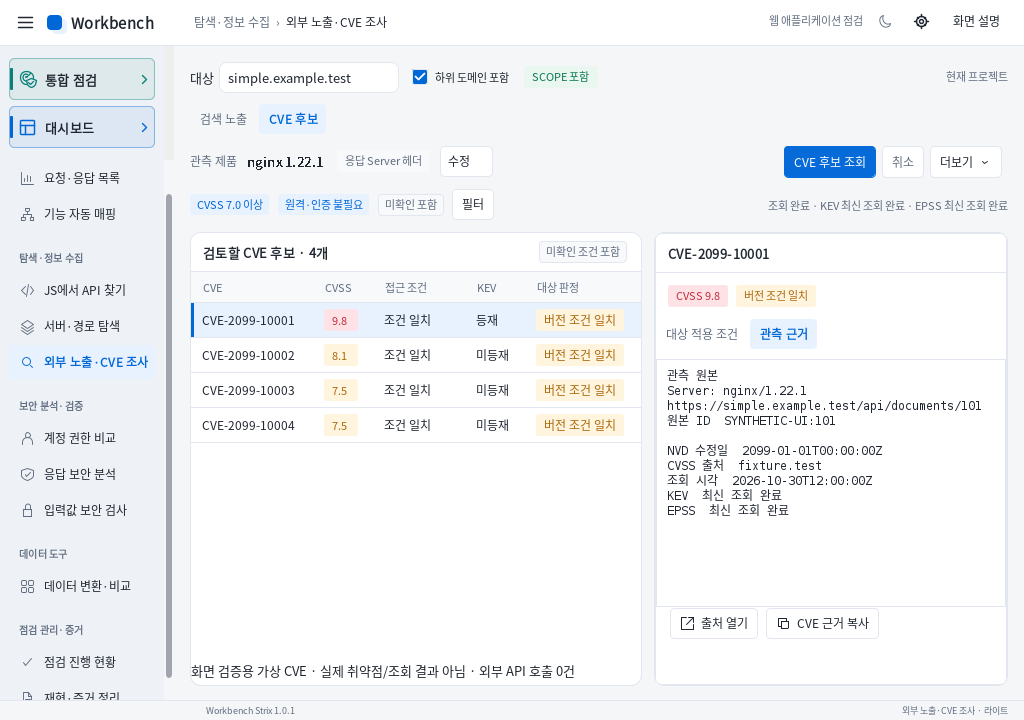 Workbench
탐색·정보 수집 › 외부 노출·CVE 조사
웹 애플리케이션 점검
화면 설명
통합 점검
대시보드
요청·응답 목록
기능 자동 매핑
탐색·정보 수집
JS에서 API 찾기
서버·경로 탐색
외부 노출·CVE 조사
보안 분석·검증
계정 권한 비교
응답 보안 분석
입력값 보안 검사
데이터 도구
데이터 변환·비교
점검 관리·증거
점검 진행 현황
재현·증거 정리
대상 simple.example.test 하위 도메인 포함 SCOPE 포함 현재 프로젝트
검색 노출 CVE 후보
관측 제품 nginx 1.22.1 응답 Server 헤더 수정 CVE 후보 조회 취소 더보기
CVSS 7.0 이상 원격·인증 불필요 미확인 포함 필터 조회 완료 · KEV 최신 조회 완료 · EPSS 최신 조회 완료
검토할 CVE 후보 · 4개 미확인 조건 포함
CVE CVSS 접근 조건 KEV 대상 판정
CVE-2099-10001 9.8 조건 일치 등재 버전 조건 일치
CVE-2099-10002 8.1 조건 일치 미등재 버전 조건 일치
CVE-2099-10003 7.5 조건 일치 미등재 버전 조건 일치
CVE-2099-10004 7.5 조건 일치 미등재 버전 조건 일치
화면 검증용 가상 CVE · 실제 취약점/조회 결과 아님 · 외부 API 호출 0건
CVE-2099-10001
CVSS 9.8 버전 조건 일치
대상 적용 조건 관측 근거
관측 원본
Server: nginx/1.22.1
https://simple.example.test/api/documents/101
원본 ID SYNTHETIC-UI:101
NVD 수정일 2099-01-01T00:00:00Z
CVSS 출처 fixture.test
조회 시각 2026-10-30T12:00:00Z
KEV 최신 조회 완료
EPSS 최신 조회 완료
출처 열기 CVE 근거 복사
Workbench Strix 1.0.1
외부 노출·CVE 조사 · 라이트